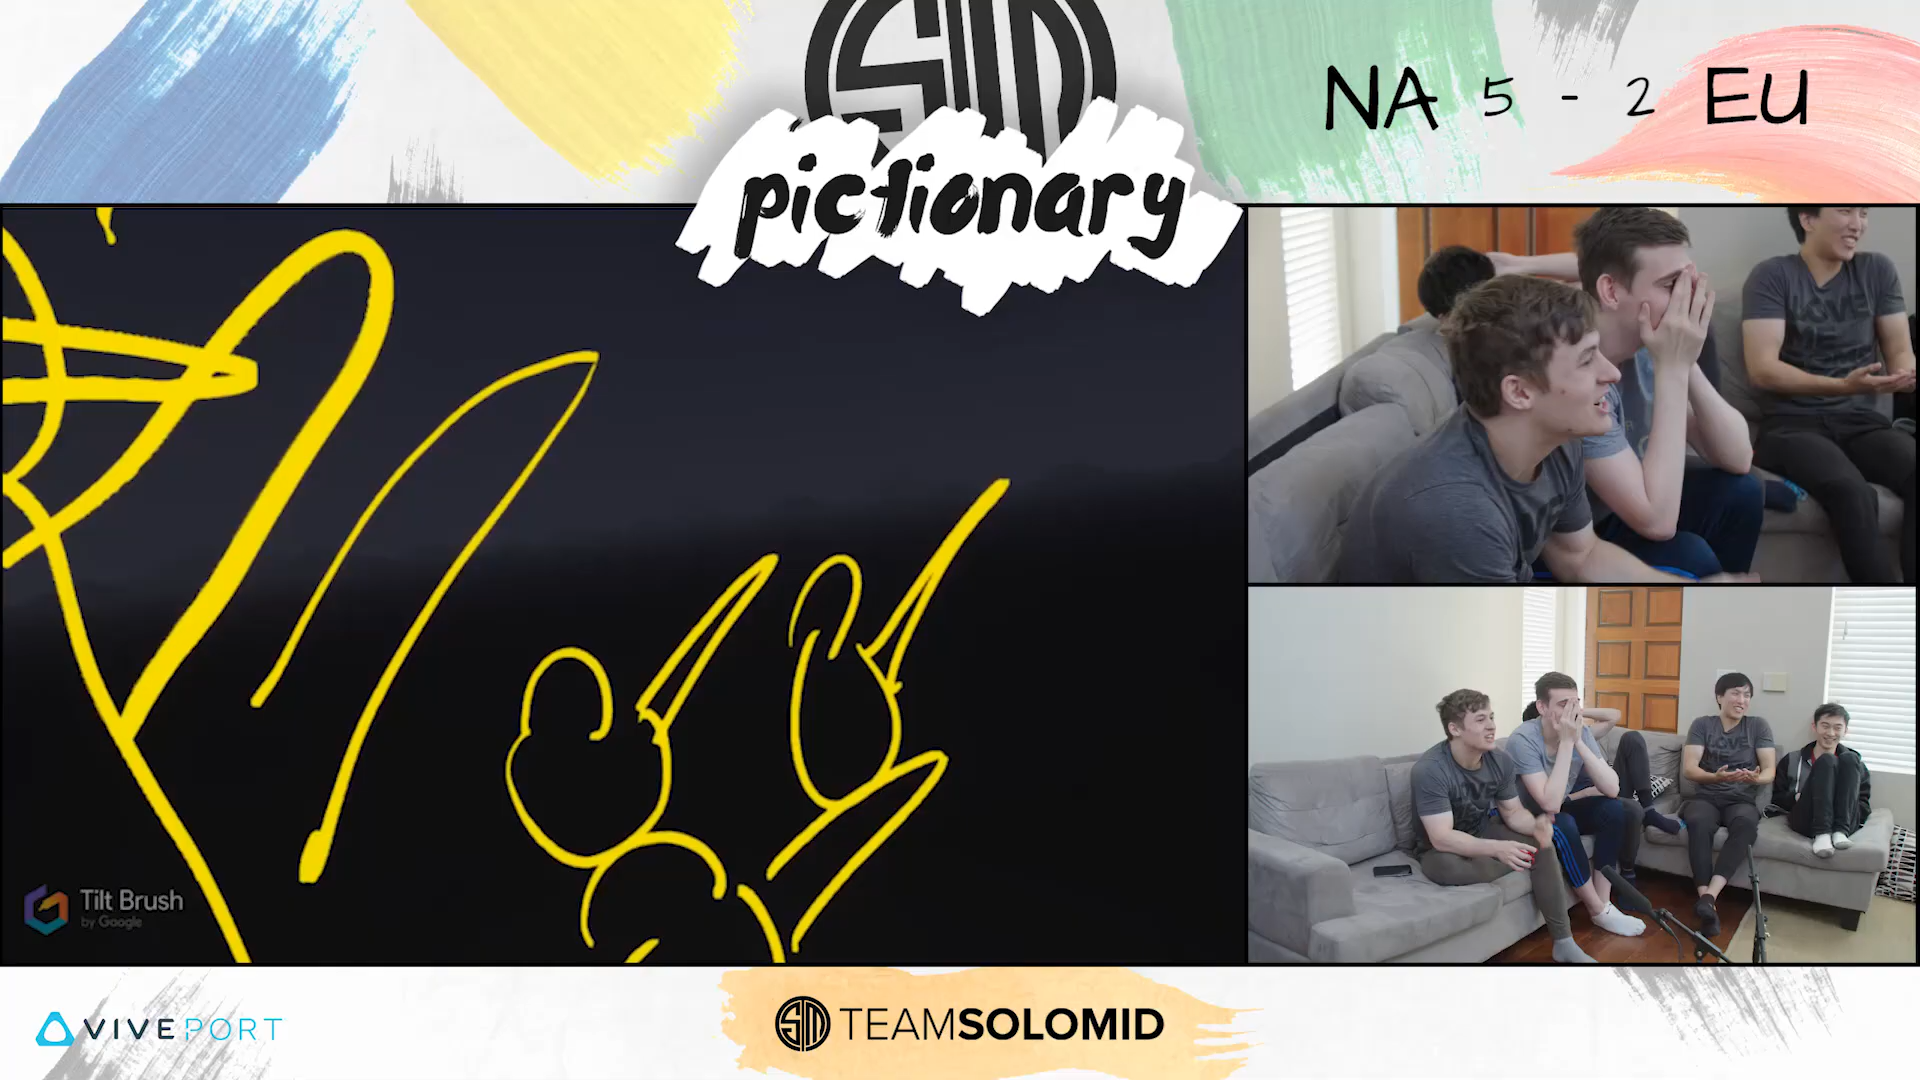 NA 5 - 2 EU
pictionary
Tilt Brush
by Google
VIVEPORT
TEAMSOLOMID